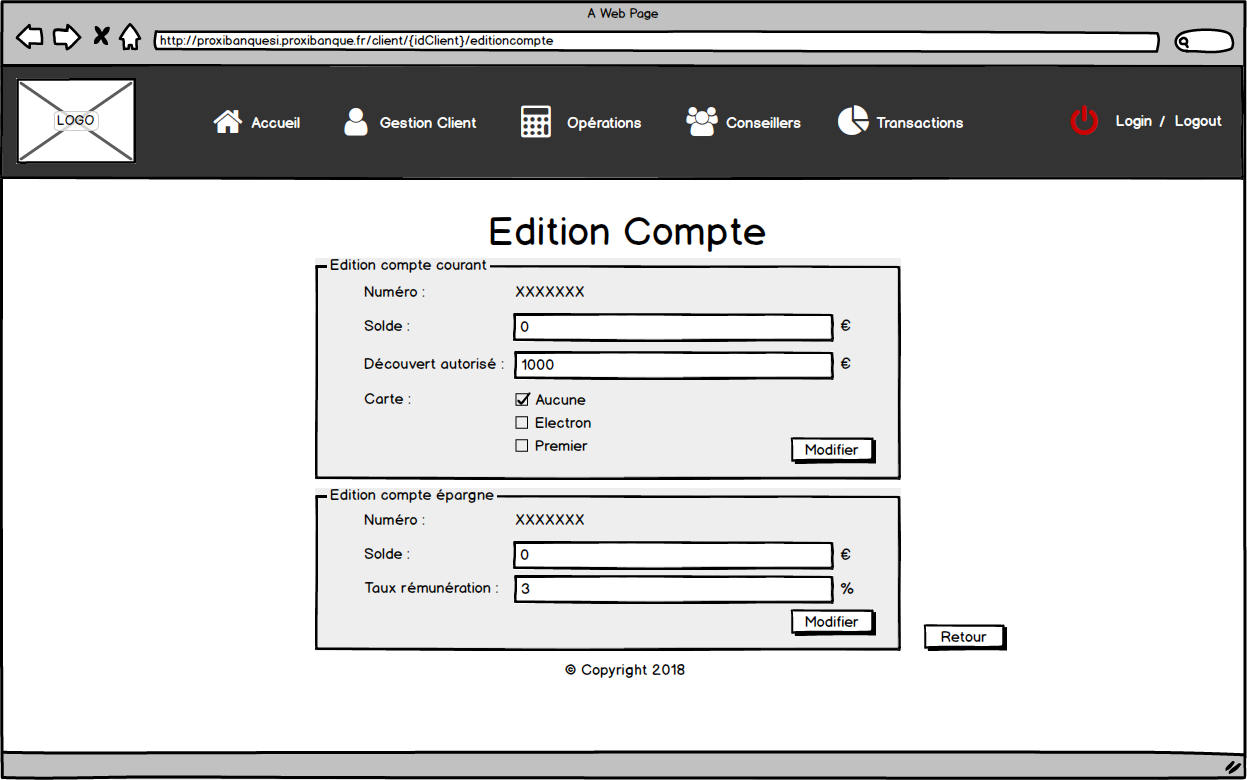 A Web Page
http://proxibanquesi.proxibanque.fr/client/{idClient}/editioncompte
LOGO
Accueil
Gestion Client
Opérations
Conseillers
Transactions
Login / Logout
Edition Compte
Edition compte courant
Numéro : XXXXXXX
Solde : 0 €
Découvert autorisé : 1000 €
Carte : Aucune
Electron
Premier
Modifier
Edition compte épargne
Numéro : XXXXXXX
Solde : 0 €
Taux rémunération : 3 %
Modifier
Retour
© Copyright 2018